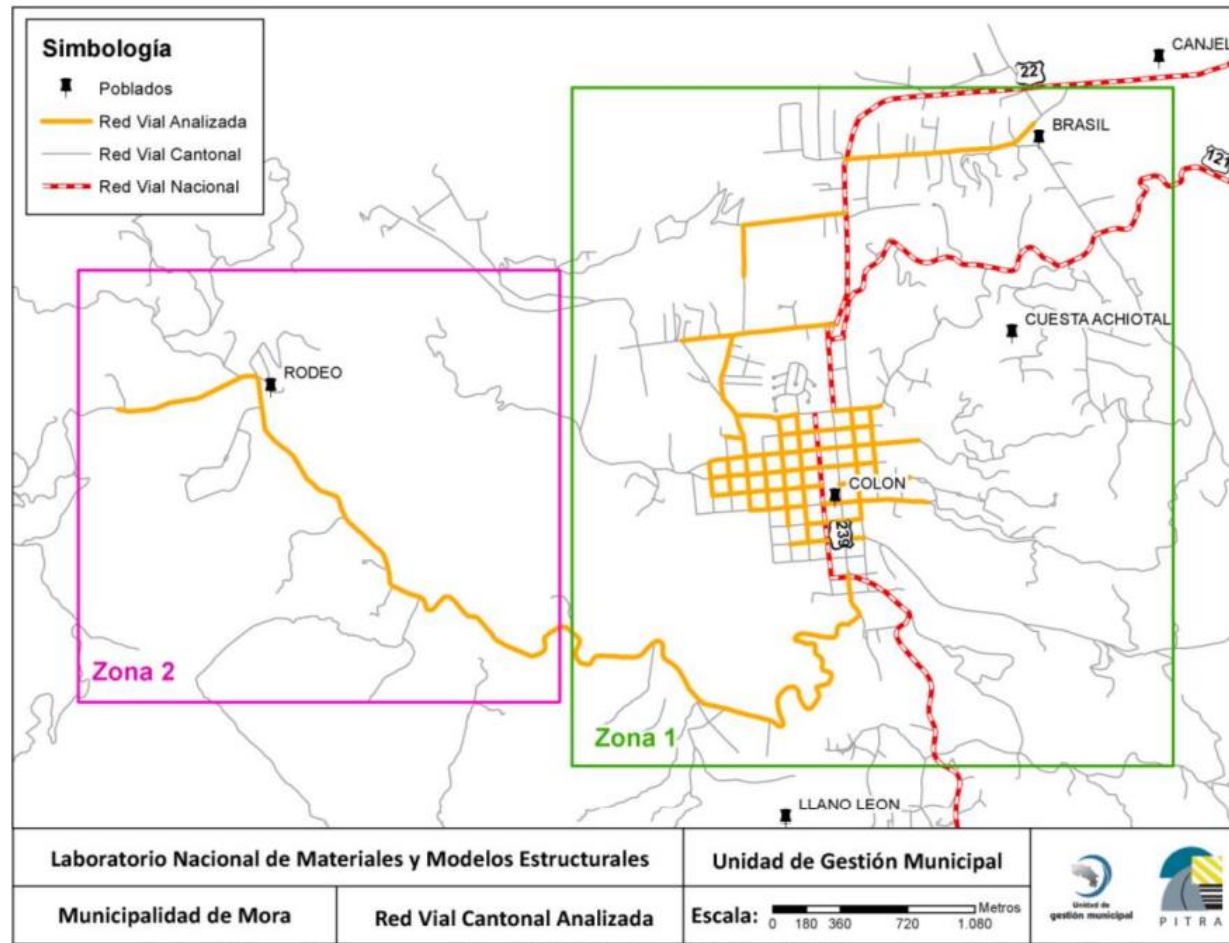 Simbología
Poblados
Red Vial Analizada
Red Vial Cantonal
Red Vial Nacional
CANJEL
22
BRASIL
121
CUESTA ACHIOTAL
RODEO
COLON
239
Zona 2
Zona 1
LLANO LEON
Laboratorio Nacional de Materiales y Modelos Estructurales
Unidad de Gestión Municipal
Municipalidad de Mora
Red Vial Cantonal Analizada
Escala:
Metros
0 180 360 720 1.080
Unidad de
gestión municipal
PITRA